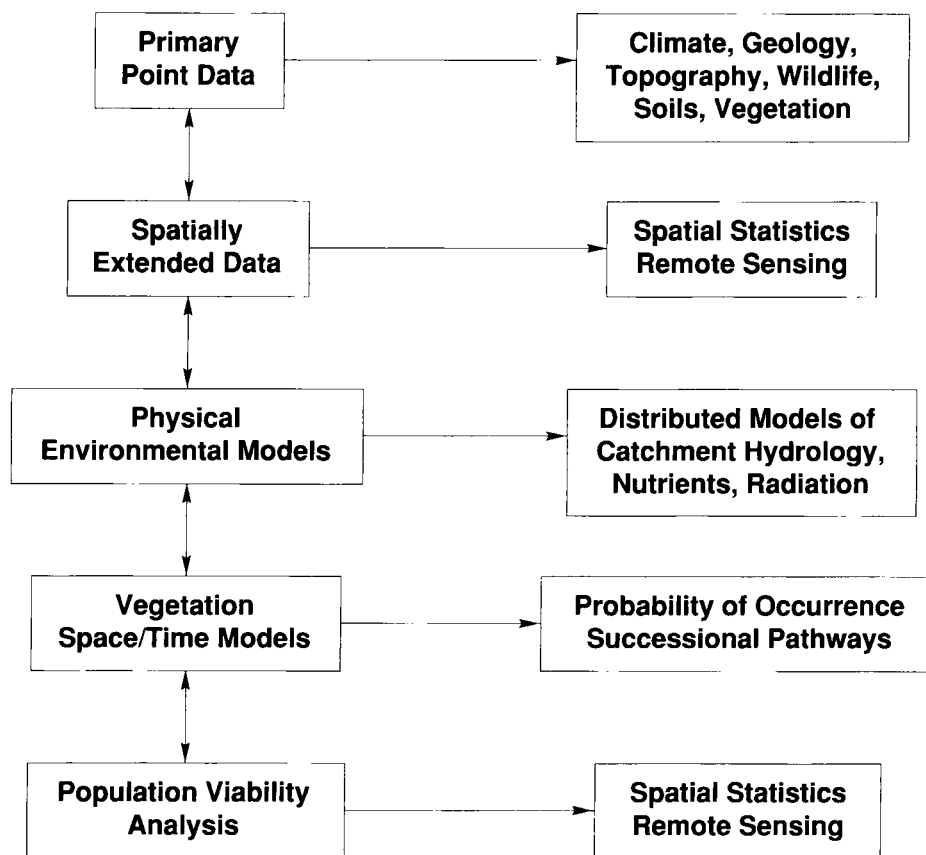 Primary
Point Data
Climate, Geology,
Topography, Wildlife,
Soils, Vegetation
Spatially
Extended Data
Spatial Statistics
Remote Sensing
Physical
Environmental Models
Distributed Models of
Catchment Hydrology,
Nutrients, Radiation
Vegetation
Space/Time Models
Probability of Occurrence
Successional Pathways
Population Viability
Analysis
Spatial Statistics
Remote Sensing